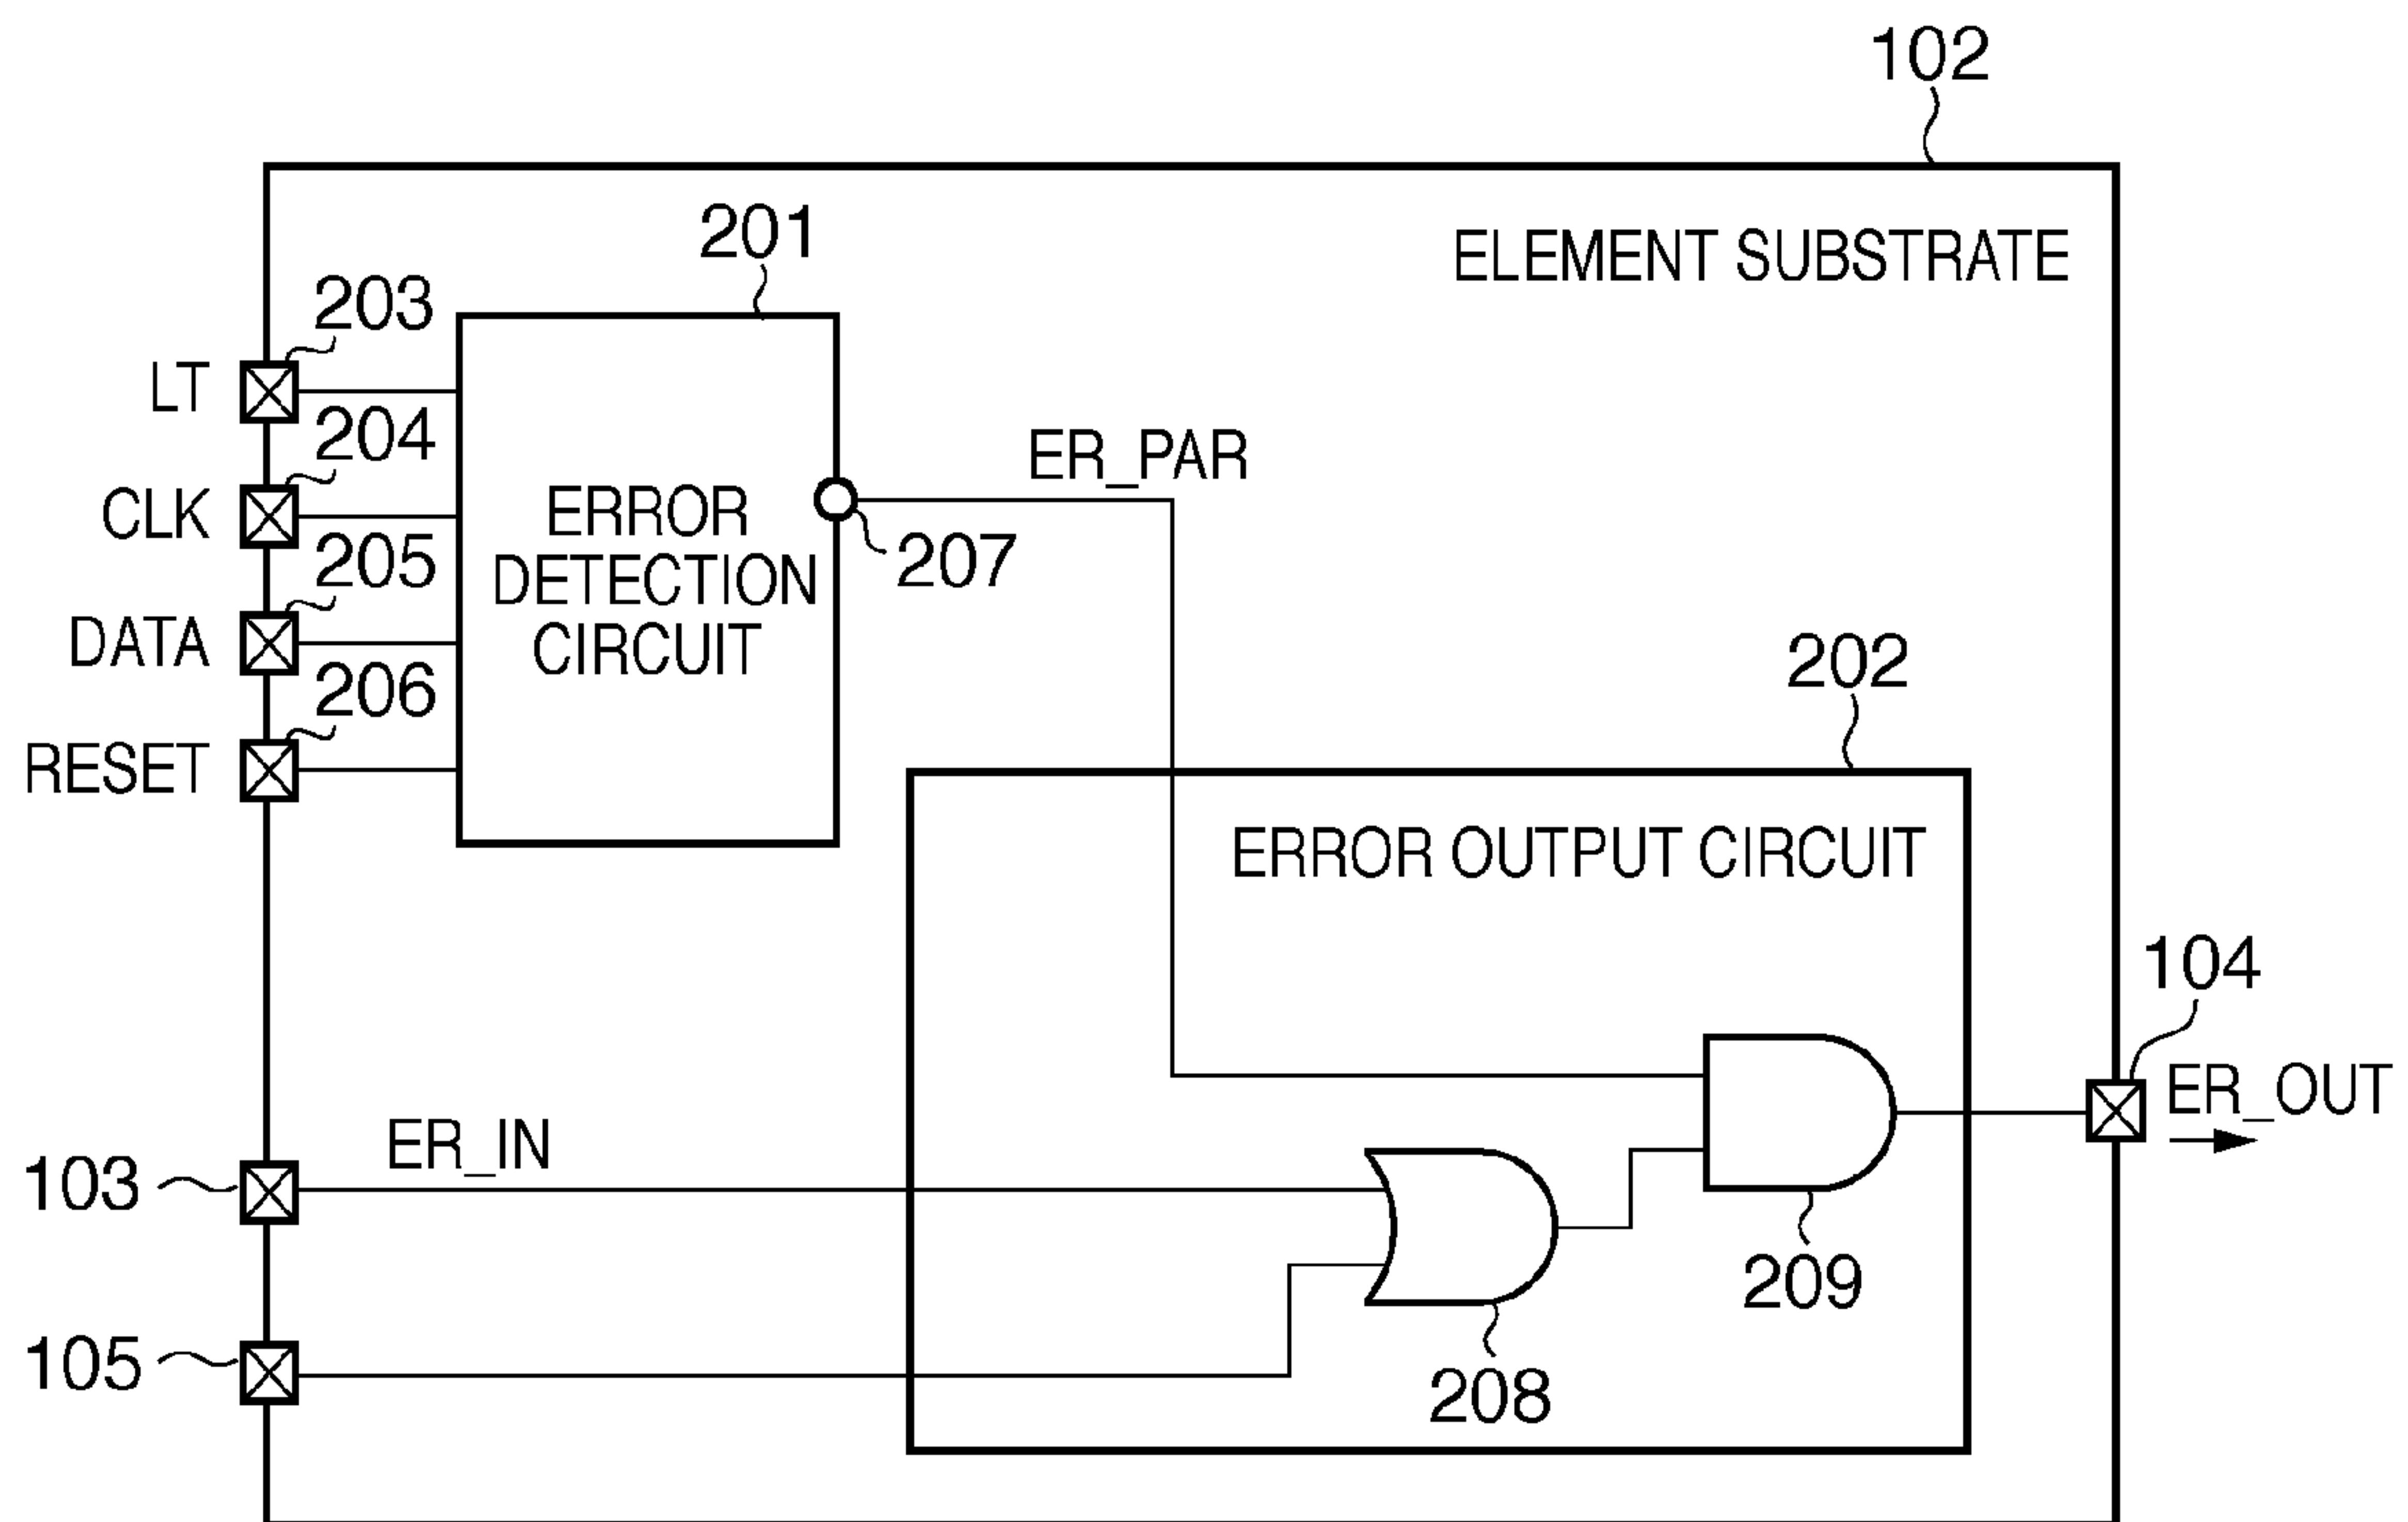 102
ELEMENT SUBSTRATE
201
203
LT
204
CLK
205
DATA
206
RESET
ERROR
DETECTION
CIRCUIT
ER_PAR
207
202
ERROR OUTPUT CIRCUIT
104
ER_OUT
ER_IN
103
209
105
208